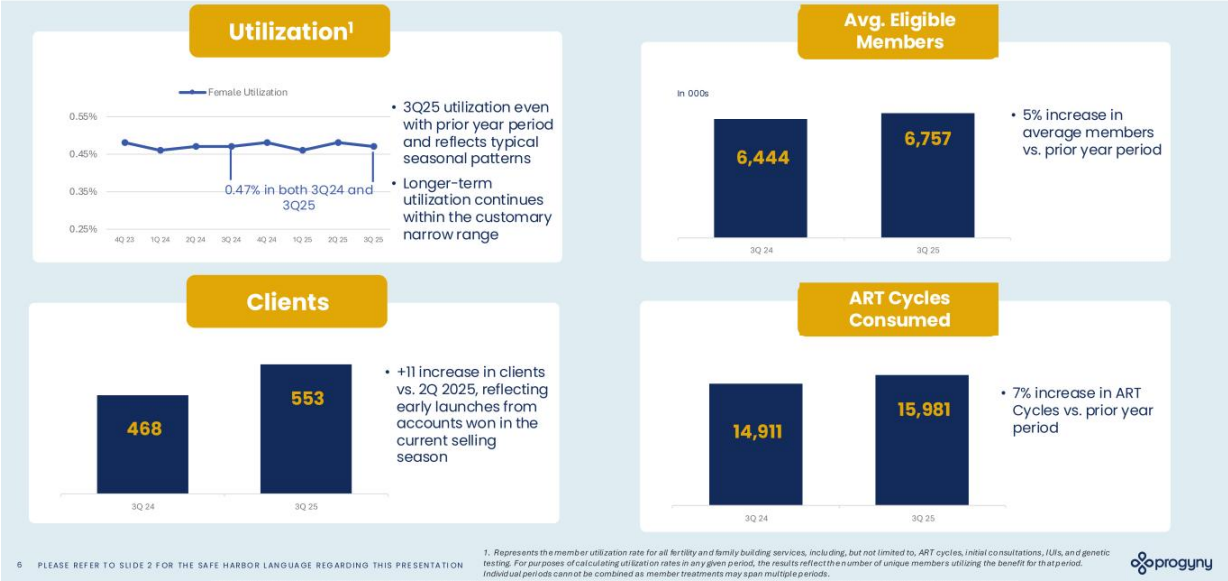 Utilization¹
Female Utilization
0.55%
0.45%
0.35%
0.25%
0.47% in both 3Q24 and
3Q25
4Q 23 1Q 24 2Q 24 3Q 24 4Q 24 1Q 25 2Q 25 3Q 25
• 3Q25 utilization even
with prior year period
and reflects typical
seasonal patterns
• Longer-term
utilization continues
within the customary
narrow range
Avg. Eligible
Members
In 000s
6,444
6,757
3Q 24 3Q 25
• 5% increase in
average members
vs. prior year period
Clients
468
553
3Q 24 3Q 25
• +11 increase in clients
vs. 2Q 2025, reflecting
early launches from
accounts won in the
current selling
season
ART Cycles
Consumed
14,911
15,981
3Q 24 3Q 25
• 7% increase in ART
Cycles vs. prior year
period
6 PLEASE REFER TO SLIDE 2 FOR THE SAFE HARBOR LANGUAGE REGARDING THIS PRESENTATION
1. Represents the member utilization rate for all fertility and family building services, including, but not limited to, ART cycles, initial consultations, IUIs, and genetic
testing. For purposes of calculating utilization rates in any given period, the results reflect the number of unique members utilizing the benefit for that period.
Individual periods cannot be combined as member treatments may span multiple periods.
progyny